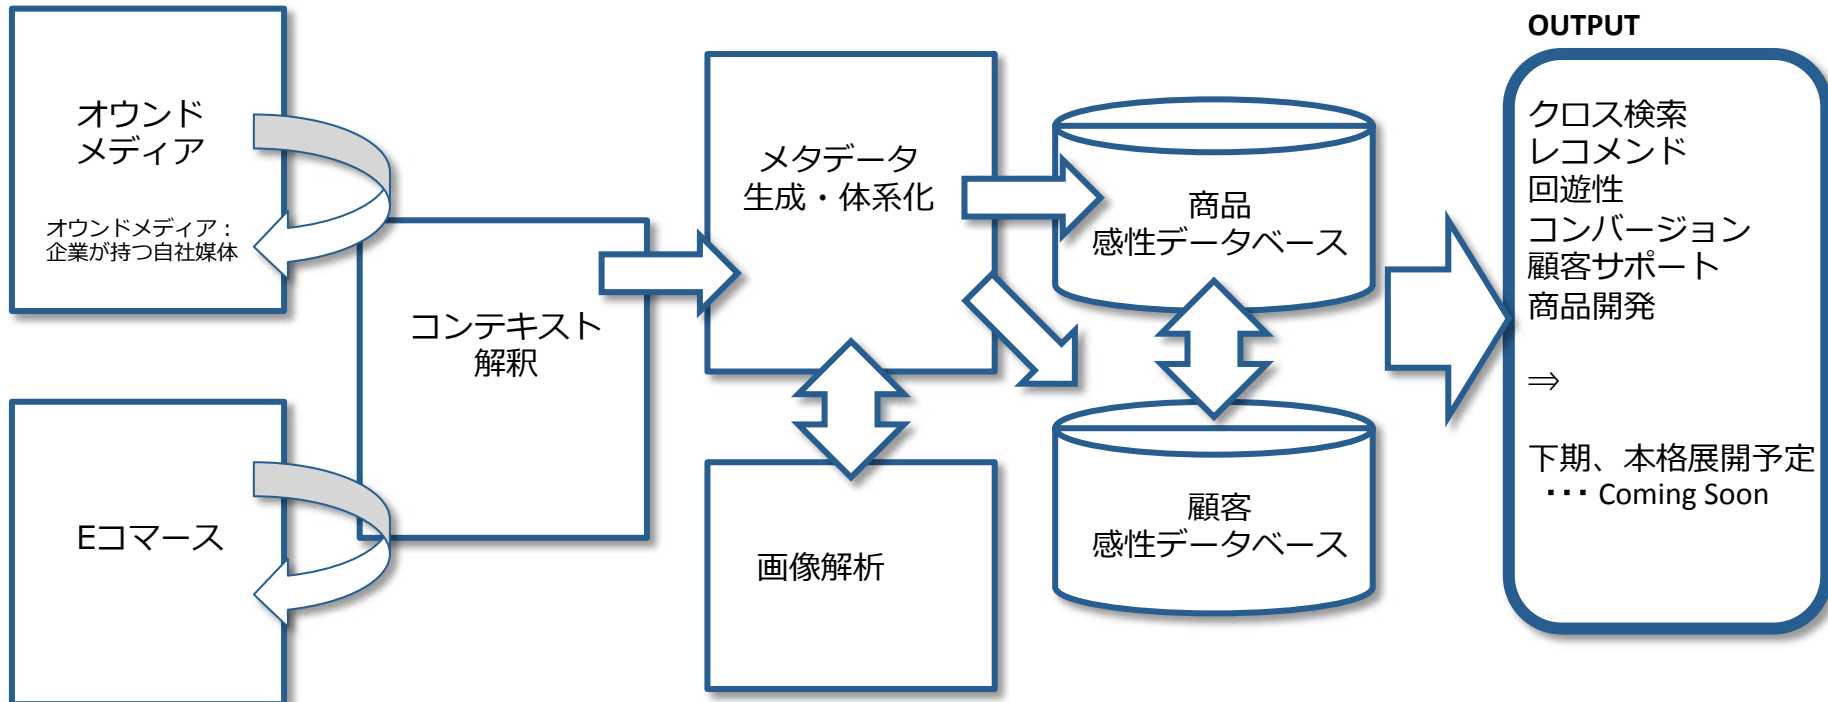 オウンド
メディア
オウンドメディア：
企業が持つ自社媒体
Eコマース
コンテキスト
解釈
メタデータ
生成・体系化
画像解析
商品
感性データベース
顧客
感性データベース
OUTPUT
クロス検索
レコメンド
回遊性
コンバージョン
顧客サポート
商品開発
⇒
下期、本格展開予定
・・・ Coming Soon